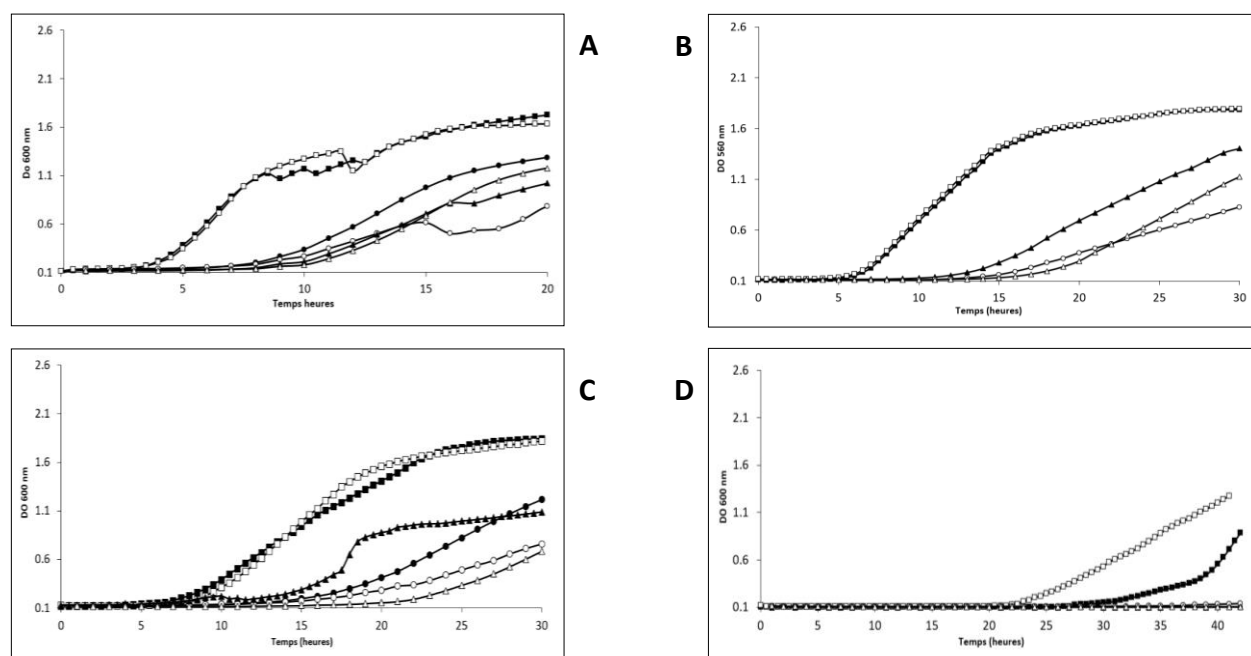 2.6
2.1
1.6
1.1
0.6
0.1
Do 600 nm
0 5 10 15 20
Temps heures
A
B
2.6
2.1
1.6
1.1
0.6
0.1
DO 560 nm
0 5 10 15 20 25 30
Temps (heures)
2.6
2.1
1.6
1.1
0.6
0.1
DO 600 nm
0 5 10 15 20 25 30
Temps (heures)
C
D
2.6
2.1
1.6
1.1
0.6
0.1
DO 600 nm
0 5 10 15 20 25 30 35 40
Temps (heures)